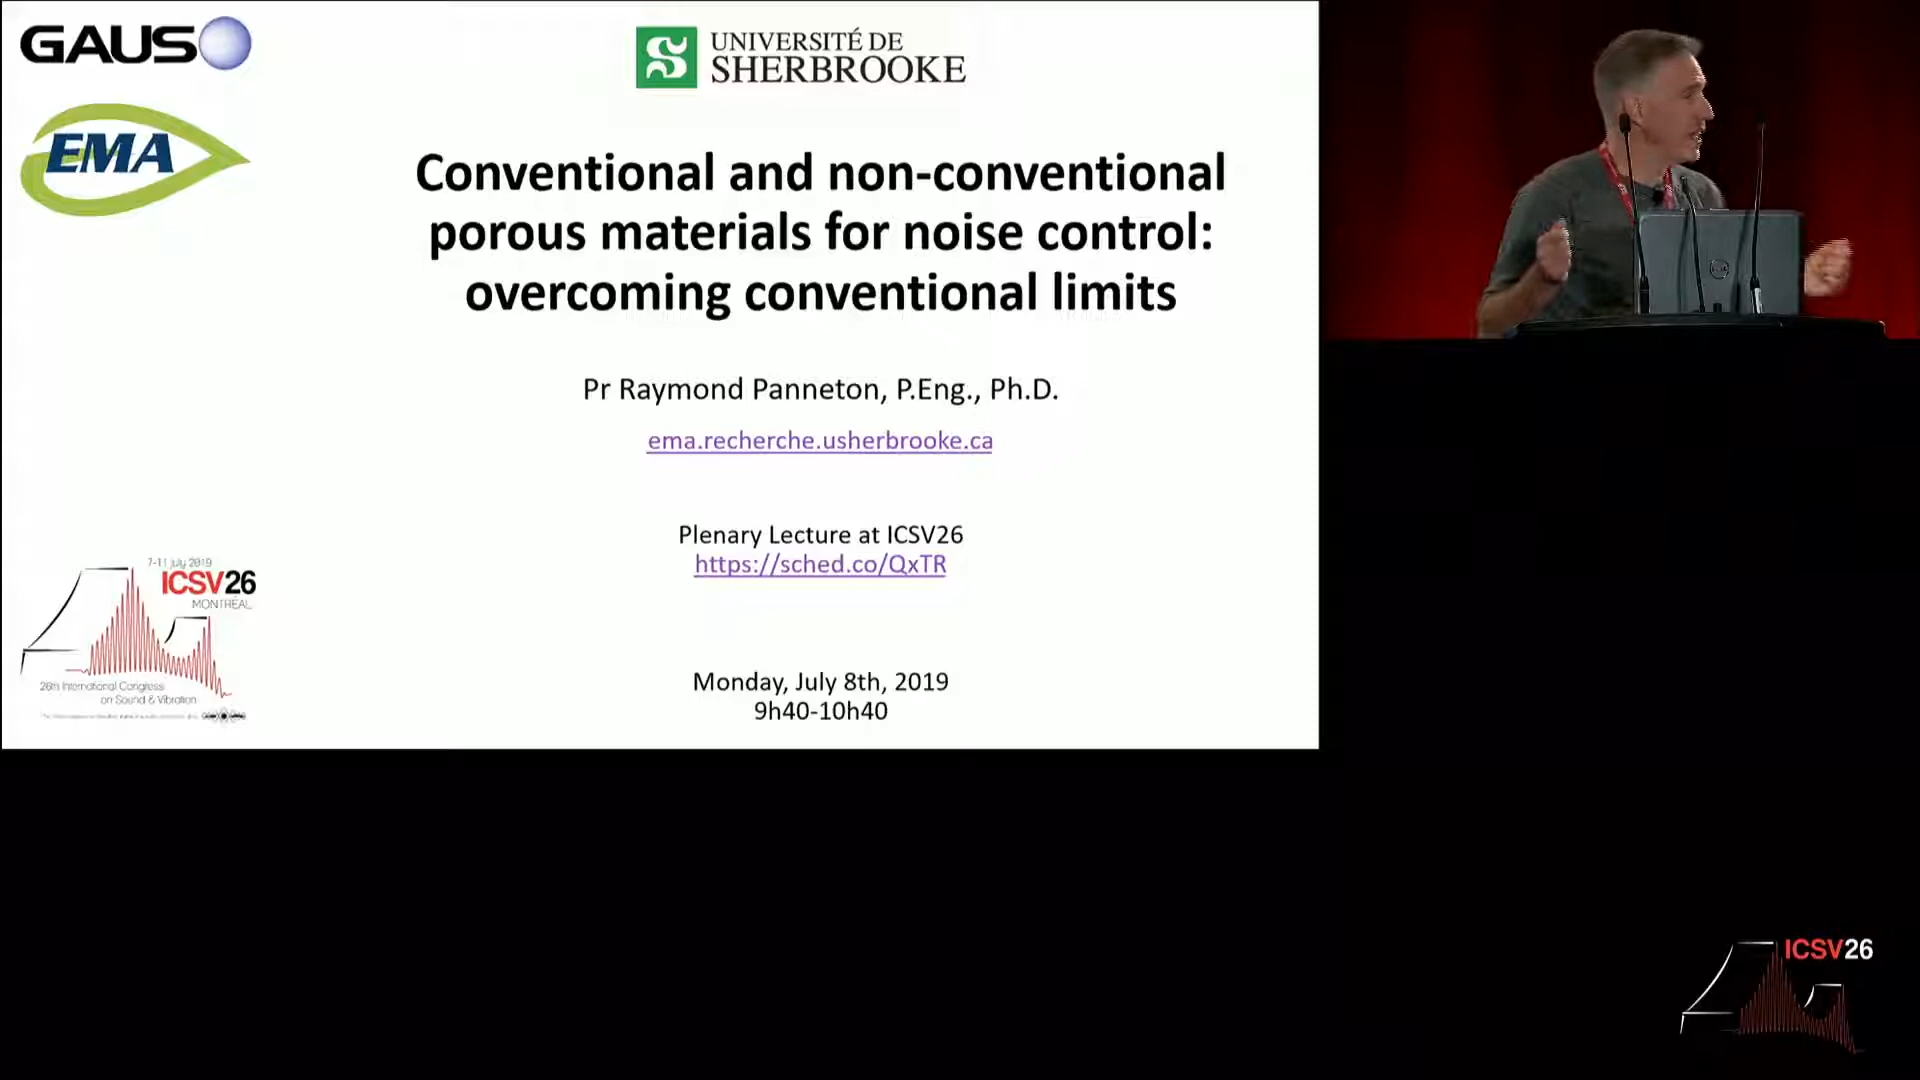 GAUS
UNIVERSITÉ DE
SHERBROOKE
EMA
Conventional and non-conventional
porous materials for noise control:
overcoming conventional limits
Pr Raymond Panneton, P.Eng., Ph.D.
ema.recherche.usherbrooke.ca
Plenary Lecture at ICSV26
https://sched.co/QxTR
7-11 july 2019
ICSV26
MONTRÉAL
26th International Congress
on Sound & Vibration
Monday, July 8th, 2019
9h40-10h40
ICSV26